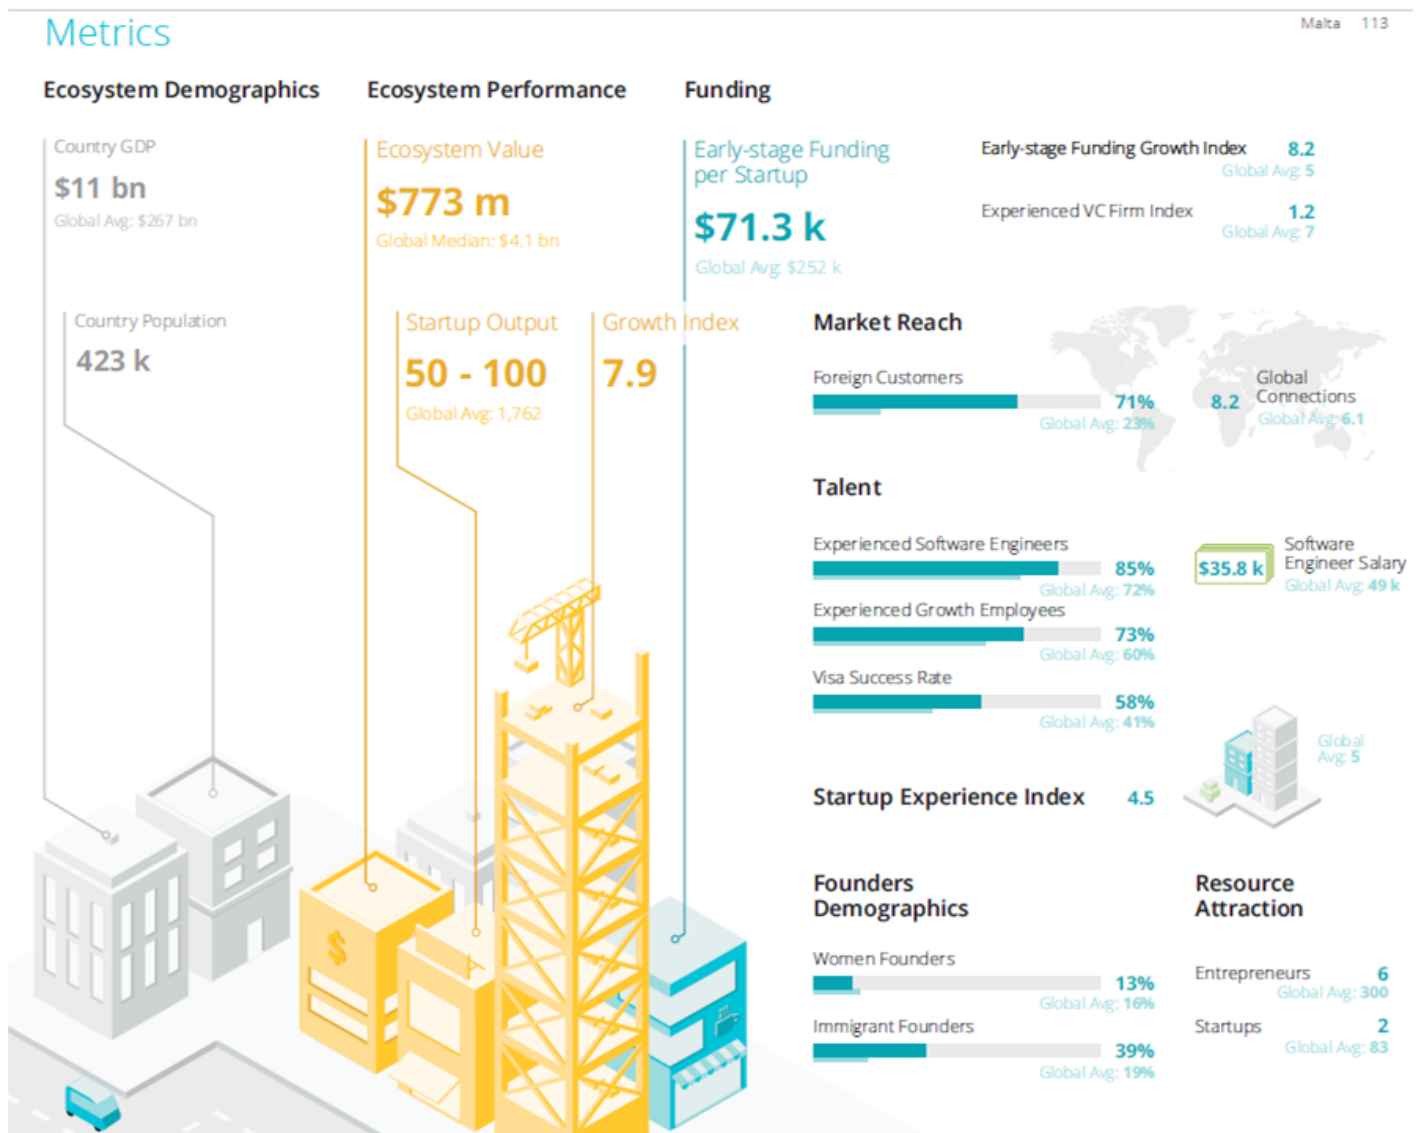 Malta 113
Metrics
Ecosystem Demographics
Country GDP
$11 bn
Global Avg: $267 bn
Country Population
423 k
Ecosystem Performance
Ecosystem Value
$773 m
Global Median: $4.1 bn
Startup Output
50 - 100
Global Avg: 1,762
Growth Index
7.9
Funding
Early-stage Funding
per Startup
$71.3 k
Global Avg: $252 k
Early-stage Funding Growth Index 8.2
Global Avg: 5
Experienced VC Firm Index 1.2
Global Avg: 7
Market Reach
Foreign Customers
71%
Global Avg: 23%
8.2
Global
Connections
Global Avg: 6.1
Talent
Experienced Software Engineers
85%
Global Avg: 72%
Experienced Growth Employees
73%
Global Avg: 60%
Visa Success Rate
58%
Global Avg: 41%
$35.8 k
Software
Engineer Salary
Global Avg: 49 k
Startup Experience Index 4.5
Global
Avg: 5
Founders
Demographics
Women Founders
13%
Global Avg: 16%
Immigrant Founders
39%
Global Avg: 19%
Resource
Attraction
Entrepreneurs 6
Global Avg: 300
Startups 2
Global Avg: 83
$